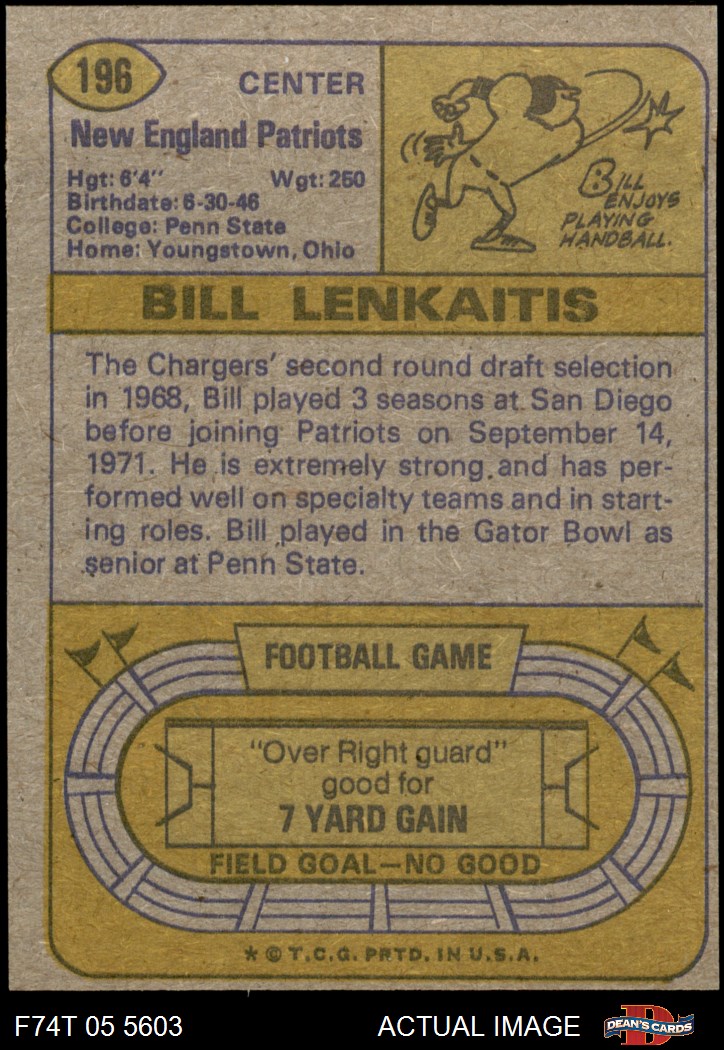 196
CENTER
New England Patriots
Hgt: 6'4" Wgt: 250
Birthdate: 6-30-46
College: Penn State
Home: Youngstown, Ohio
BILL
ENJOYS
PLAYING
HANDBALL.
BILL LENKAITIS
The Chargers' second round draft selection
in 1968, Bill played 3 seasons at San Diego
before joining Patriots on September 14,
1971. He is extremely strong and has per-
formed well on specialty teams and in start-
ing roles. Bill played in the Gator Bowl as
senior at Penn State.
FOOTBALL GAME
"Over Right guard"
good for
7 YARD GAIN
FIELD GOAL—NO GOOD
* © T.C.G. PRTD. IN U.S.A.
F74T 05 5603 ACTUAL IMAGE D DEAN'S CARDS